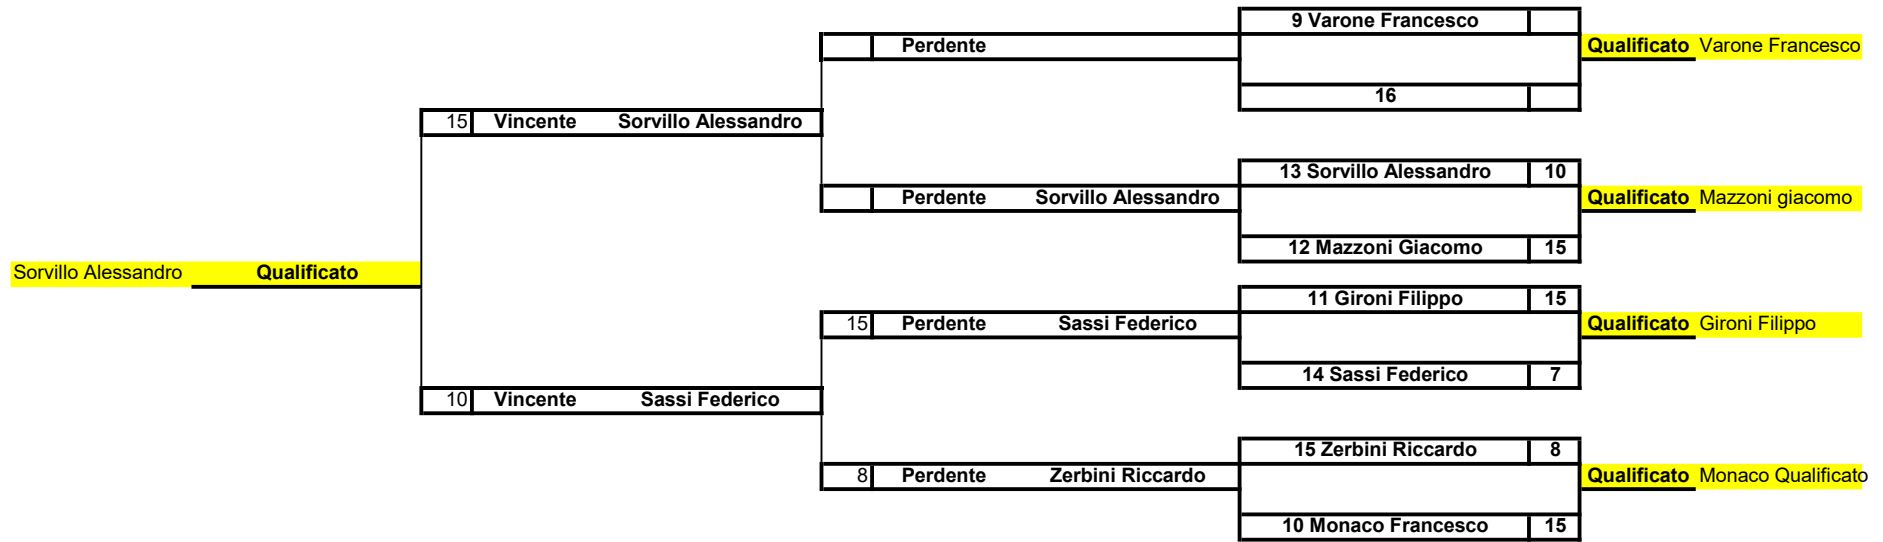 9 Varone Francesco
Perdente
Qualificato Varone Francesco
16
15 Vincente Sorvillo Alessandro
13 Sorvillo Alessandro 10
Perdente Sorvillo Alessandro
Qualificato Mazzoni giacomo
12 Mazzoni Giacomo 15
Sorvillo Alessandro Qualificato
11 Gironi Filippo 15
15 Perdente Sassi Federico
Qualificato Gironi Filippo
14 Sassi Federico 7
10 Vincente Sassi Federico
15 Zerbini Riccardo 8
8 Perdente Zerbini Riccardo
Qualificato Monaco Qualificato
10 Monaco Francesco 15